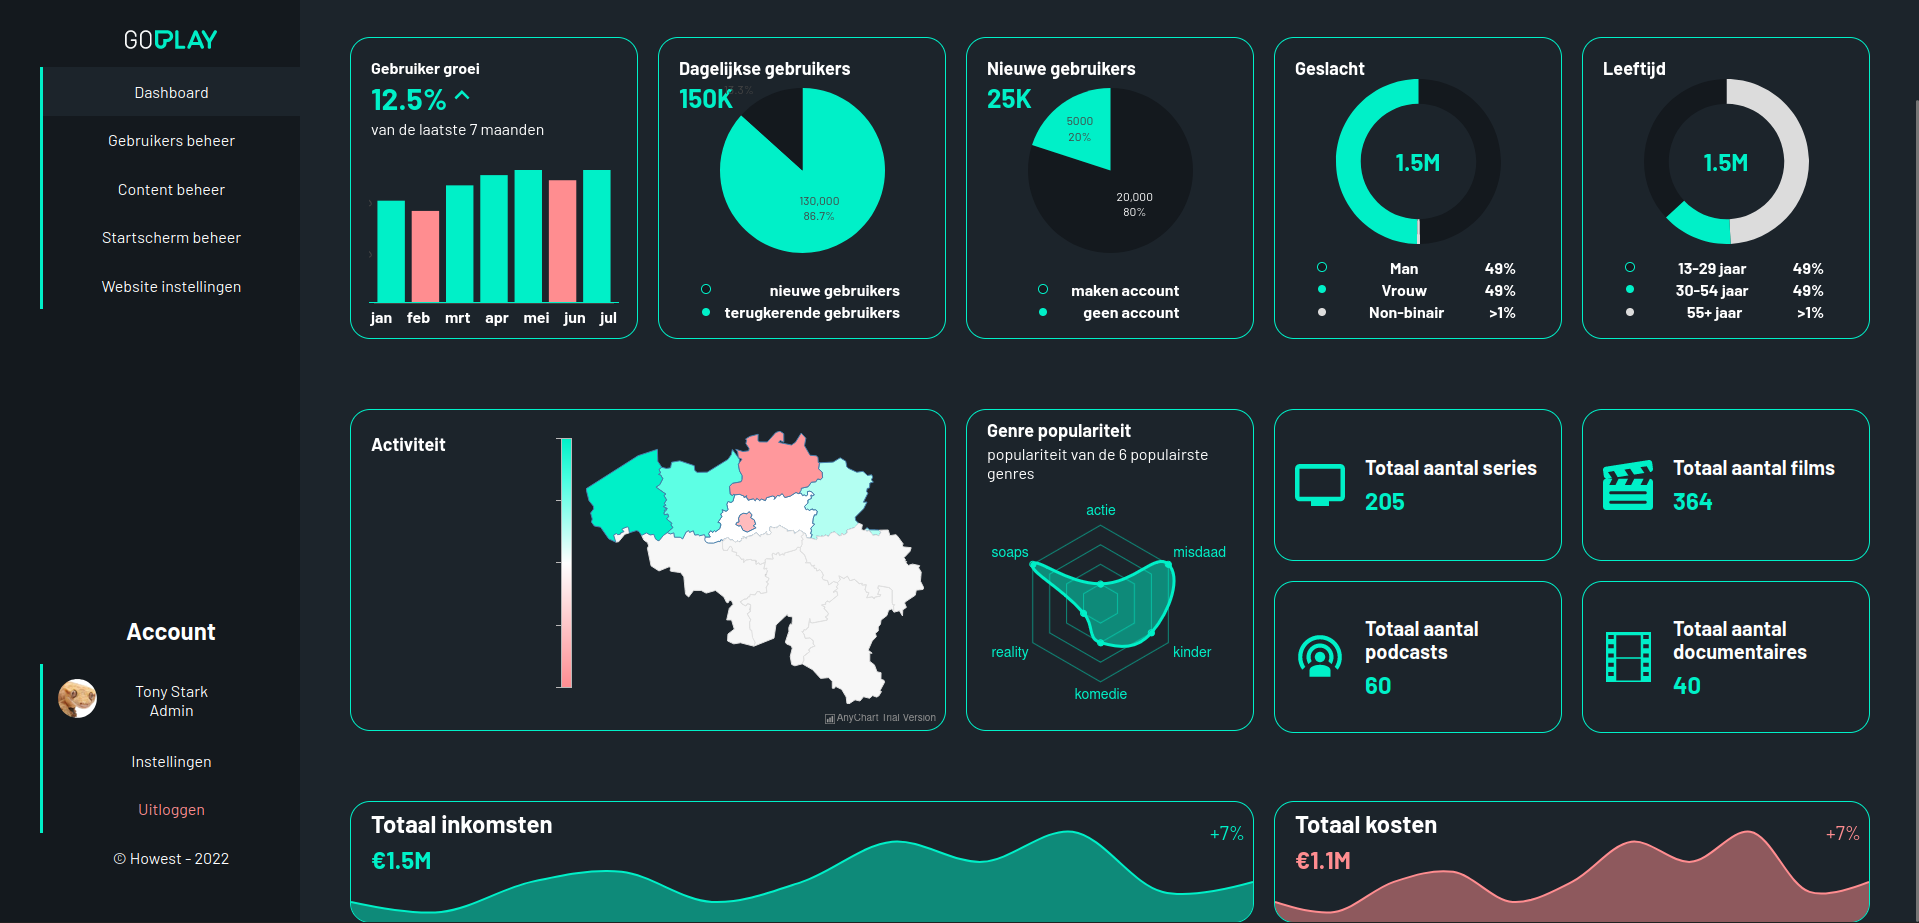 GOPLAY
Dashboard
Gebruikers beheer
Content beheer
Startscherm beheer
Website instellingen
Account
Tony Stark
Admin
Instellingen
Uitloggen
© Howest - 2022
Gebruiker groei
12.5%
van de laatste 7 maanden
jan feb mrt apr mei jun jul
Dagelijkse gebruikers
150K
130,000
86.7%
nieuwe gebruikers
terugkerende gebruikers
Nieuwe gebruikers
25K
5000
20%
20,000
80%
maken account
geen account
Geslacht
1.5M
Man 49%
Vrouw 49%
Non-binair >1%
Leeftijd
1.5M
13-29 jaar 49%
30-54 jaar 49%
55+ jaar >1%
Activiteit
AnyChart Trial Version
Genre populariteit
populariteit van de 6 populairste
genres
actie
soaps
misdaad
reality
kinder
komedie
Totaal aantal series
205
Totaal aantal films
364
Totaal aantal
podcasts
60
Totaal aantal
documentaires
40
Totaal inkomsten
€1.5M
+7%
Totaal kosten
€1.1M
+7%